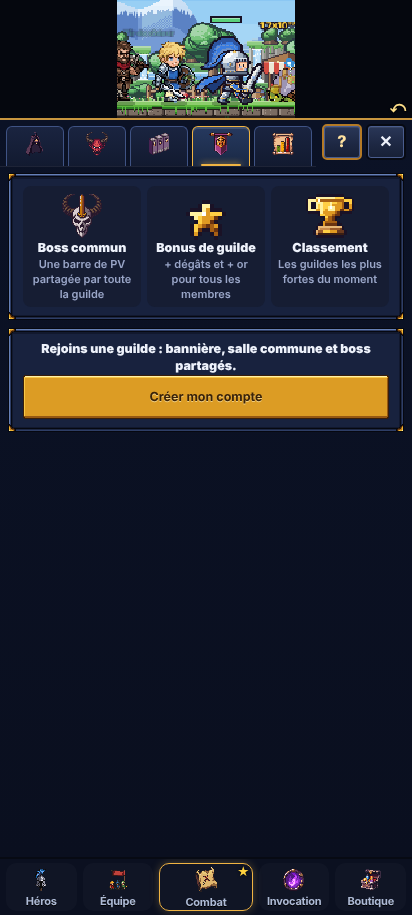 ?
✕
Boss commun
Une barre de PV
partagée par toute
la guilde
Bonus de guilde
+ dégâts et + or
pour tous les
membres
Classement
Les guildes les plus
fortes du moment
Rejoins une guilde : bannière, salle commune et boss
partagés.
Créer mon compte
Héros
Équipe
Combat
Invocation
Boutique